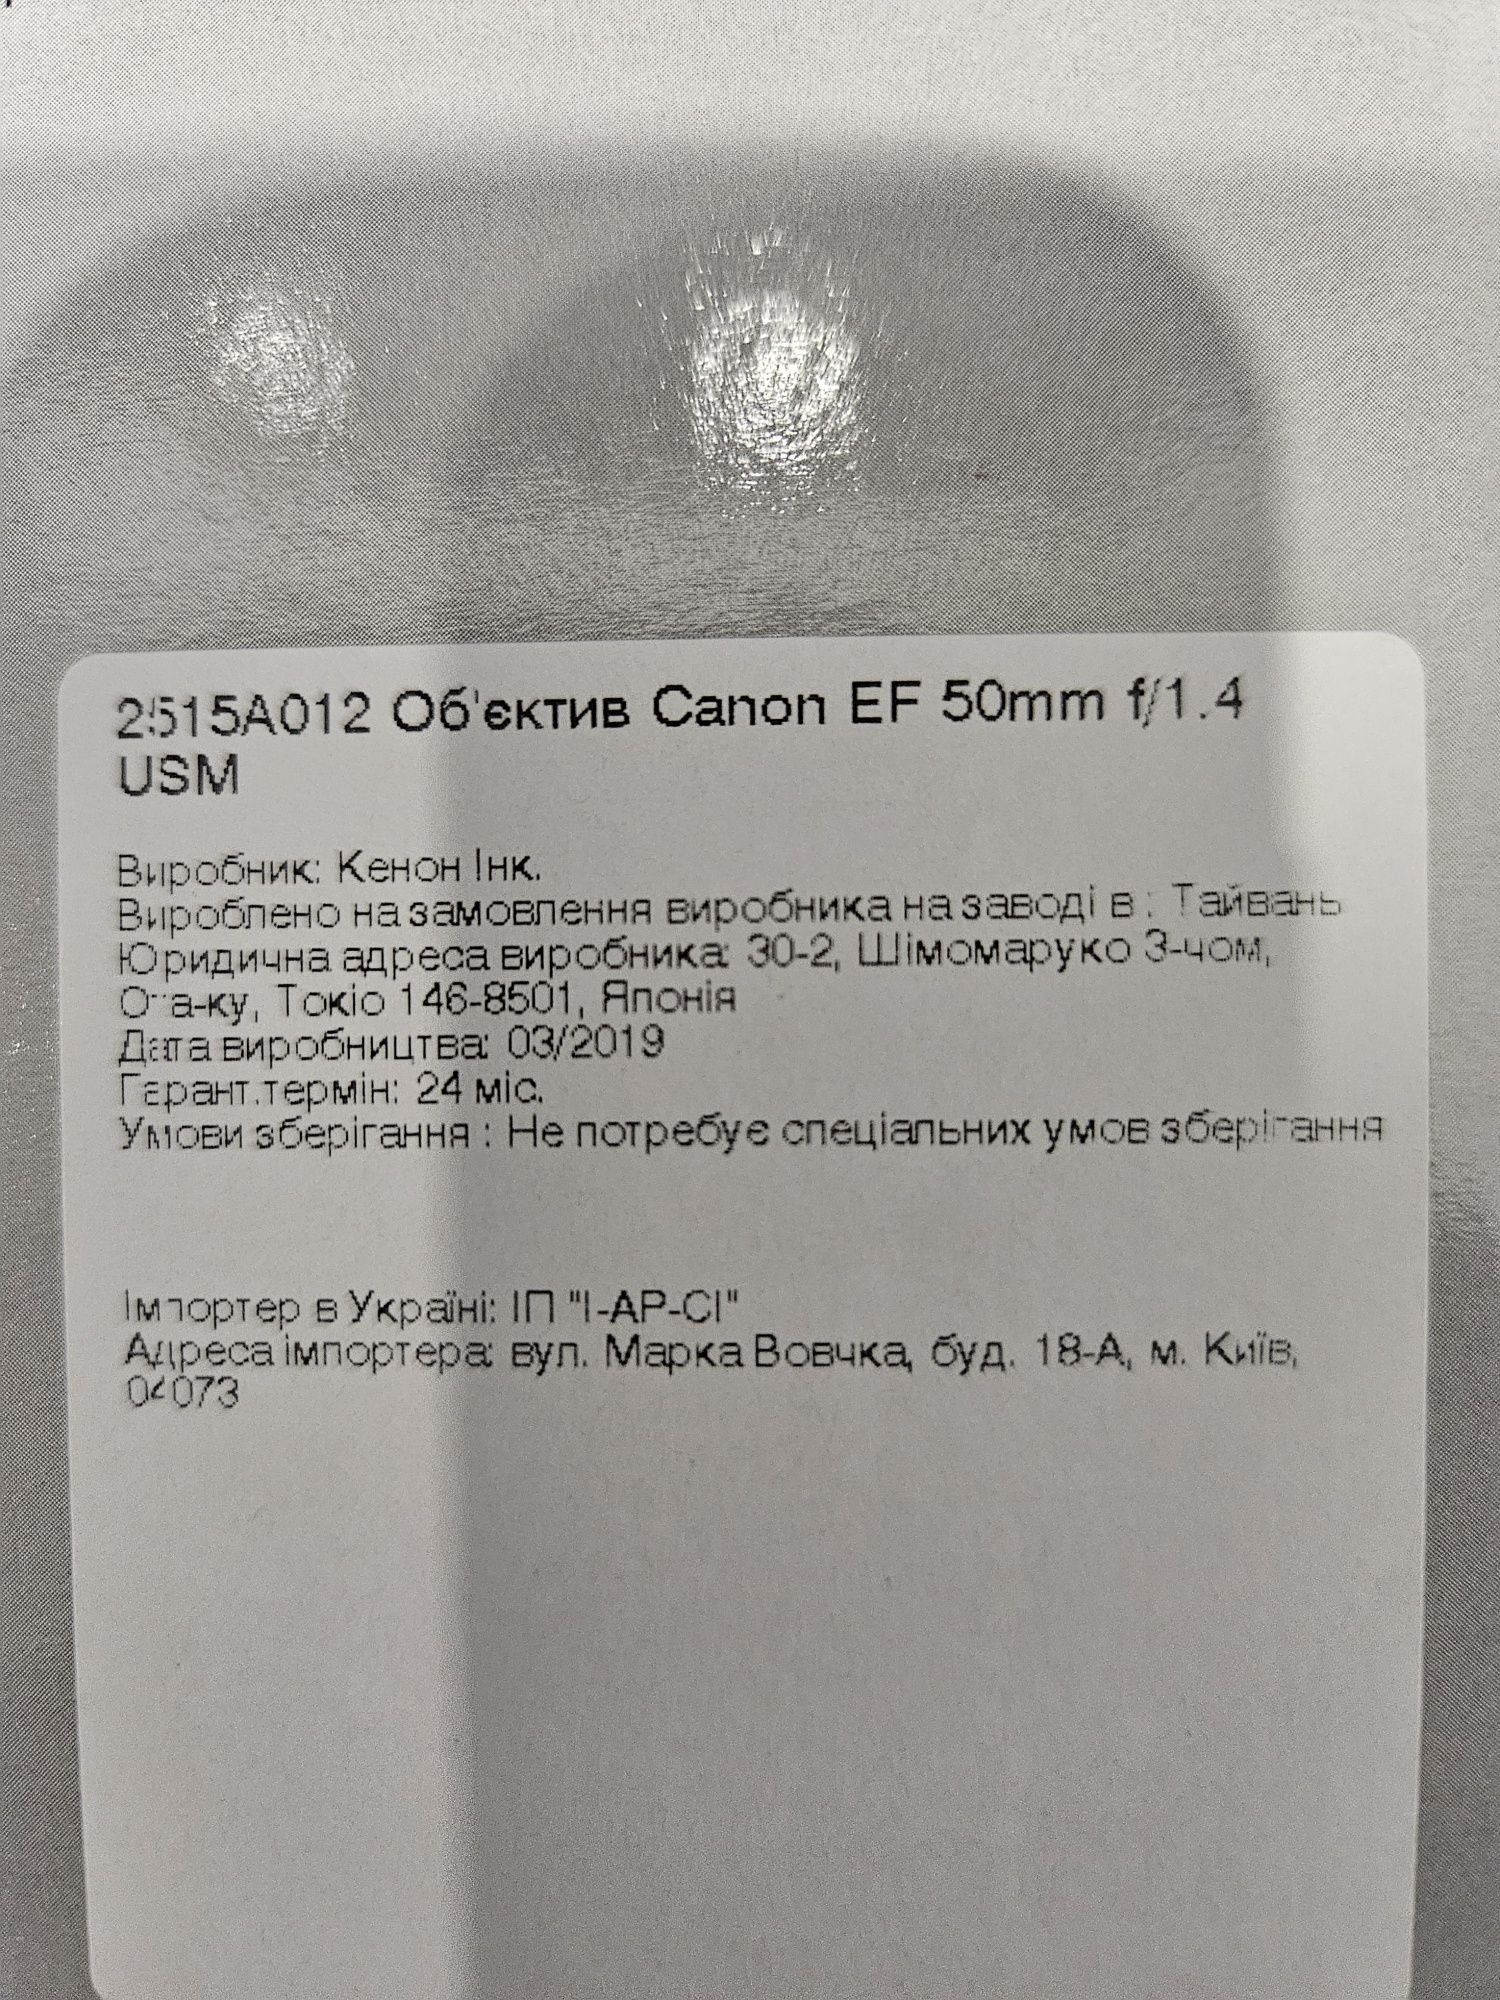 2515A012 Об'єктив Canon EF 50mm f/1.4
USM
Виробник: Кенон Інк.
Вироблено на замовлення виробника на заводі в : Тайвань
Юридична адреса виробника: 30-2, Шімомаруко 3-чом,
Ота-ку, Токіо 146-8501, Японія
Дата виробництва: 03/2019
Гарант.термін: 24 міс.
Умови зберігання : Не потребує спеціальних умов зберігання
Імпортер в Україні: ІП "І-АР-СІ"
Адреса імпортера: вул. Марка Вовчка, буд. 18-А, м. Київ,
04073